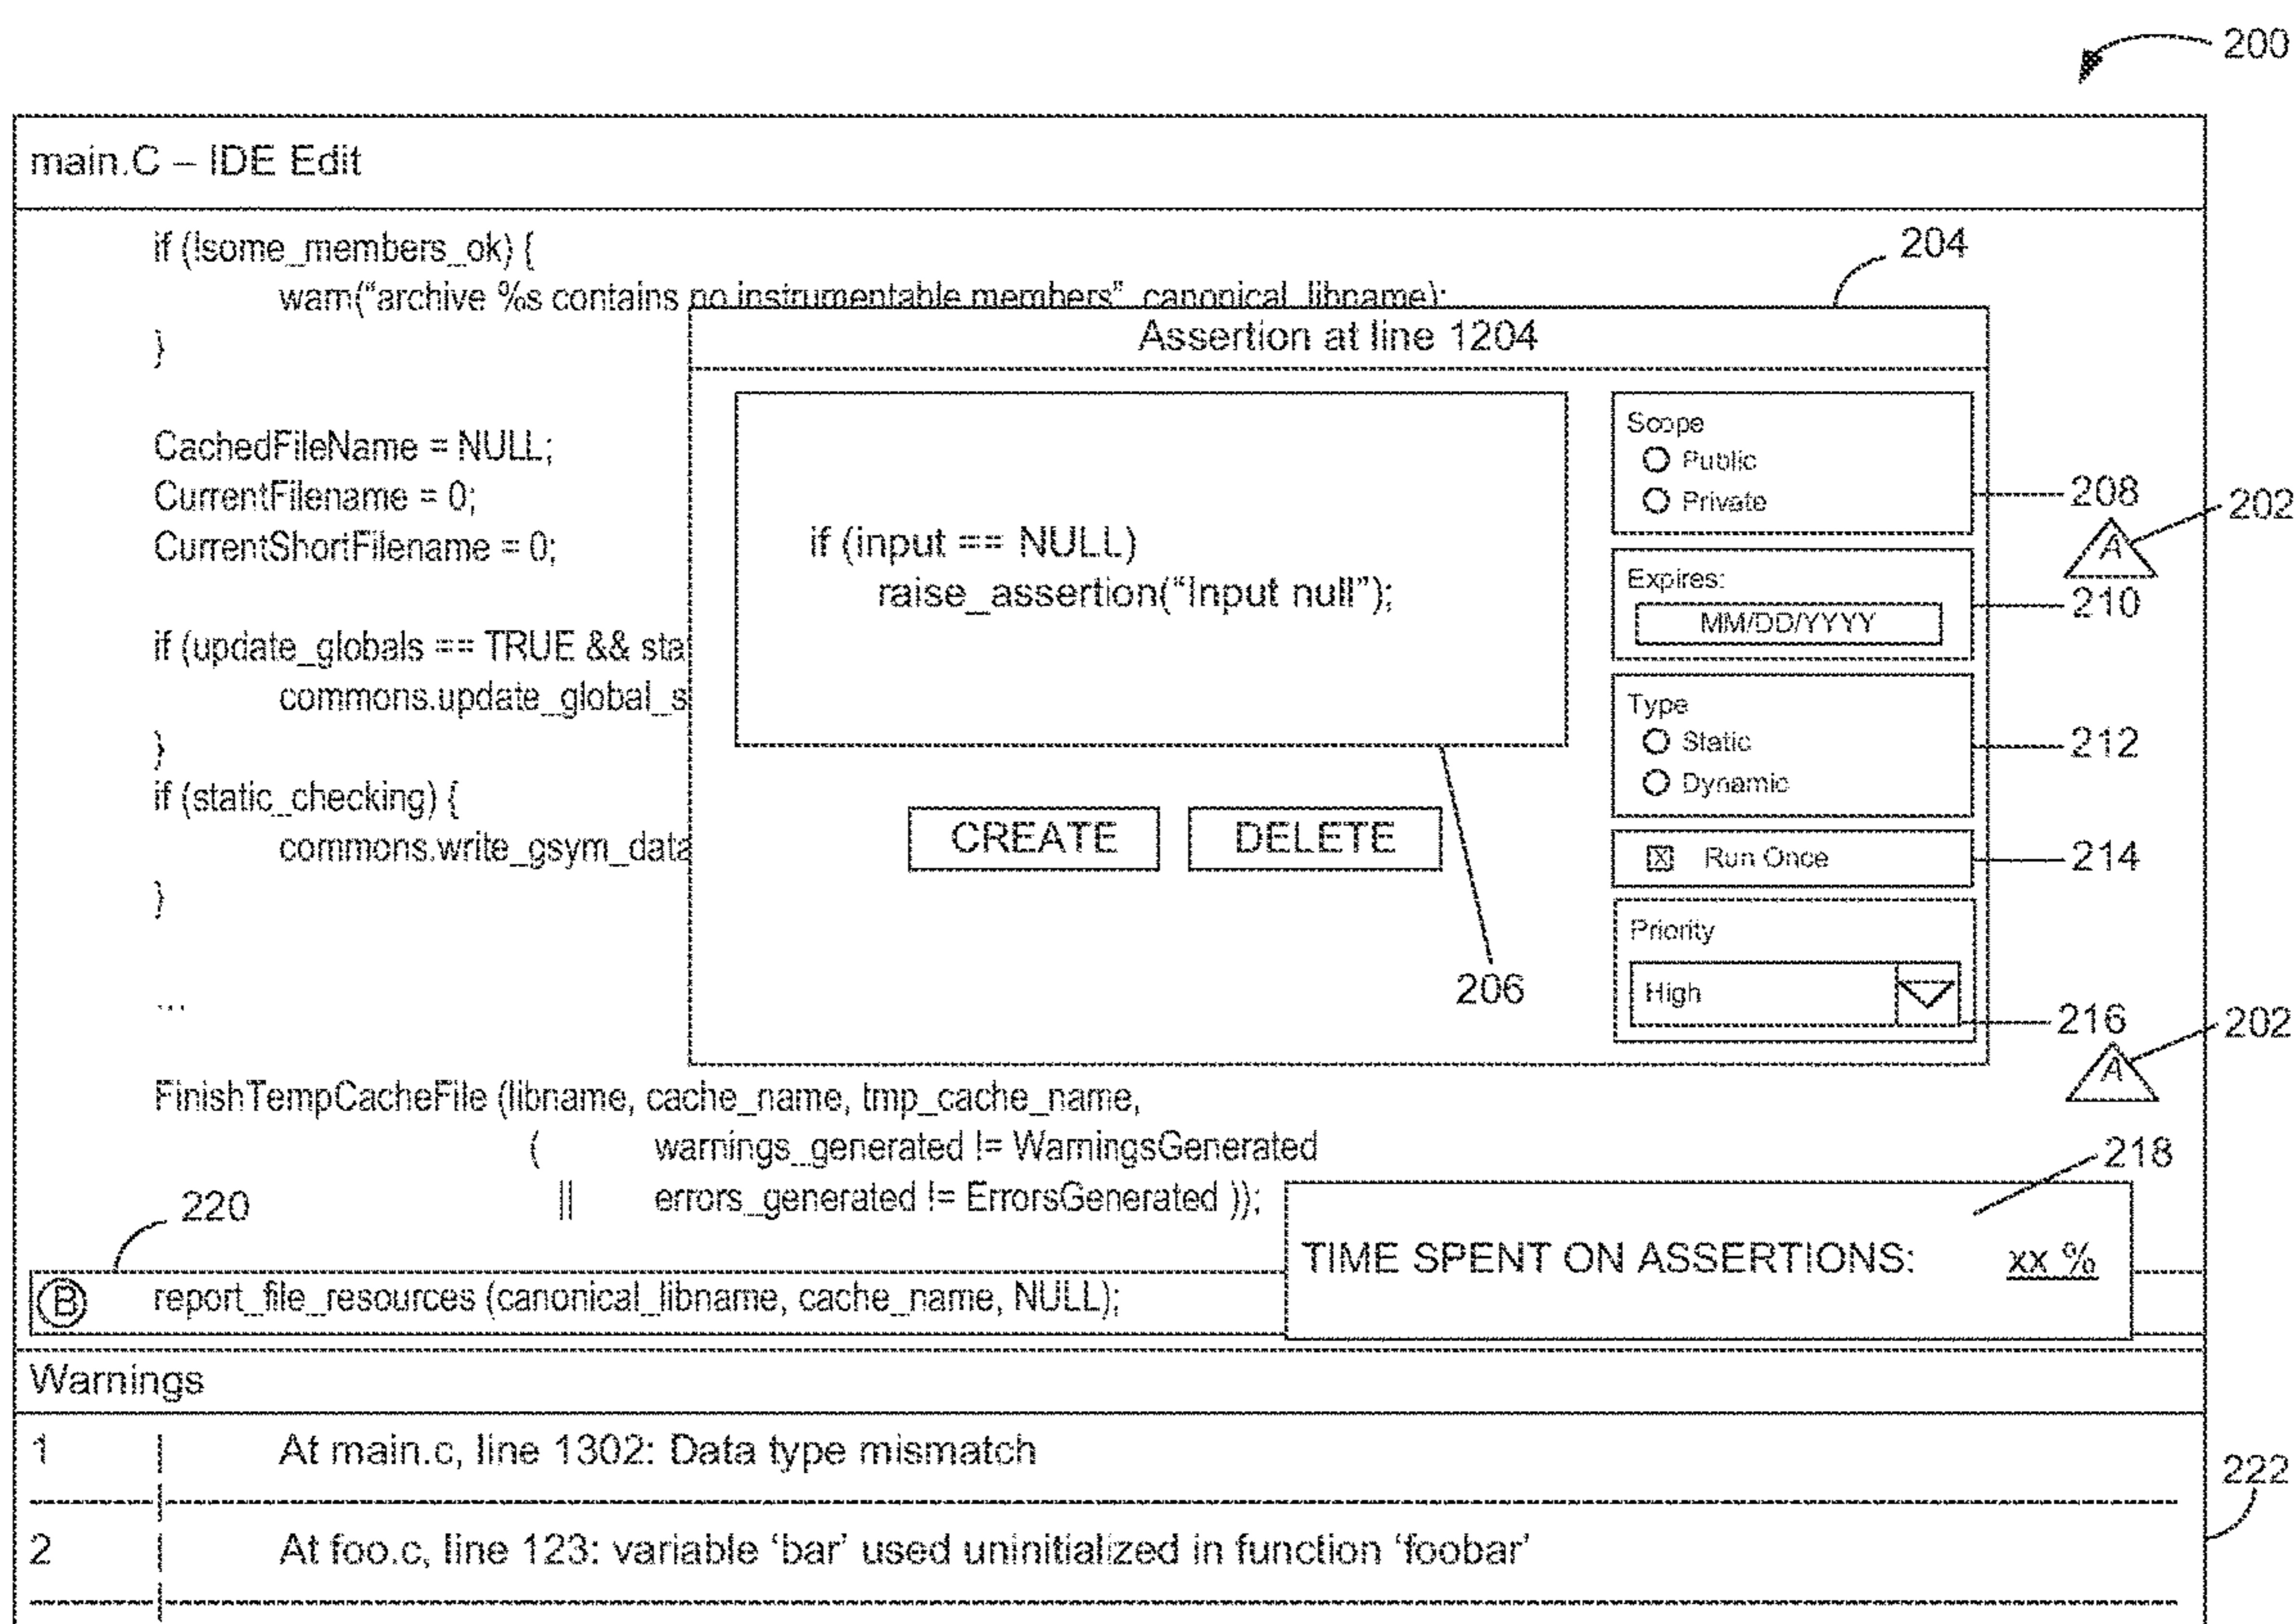 200
main.C – IDE Edit
if (!some_members_ok) {
204
warn(“archive %s contains no instrumentable members”, canonical_libname);
}
Assertion at line 1204
CachedFileName = NULL;
CurrentFilename = 0;
CurrentShortFilename = 0;
if (update_globals == TRUE && sta
commons.update_global_s
}
if (static_checking) {
commons.write_gsym_data
}
...
if (input == NULL)
raise_assertion(“Input null”);
CREATE DELETE
206
Scope
Public
Private
208
202
A
Expires:
MM/DD/YYYY
210
Type
Static
Dynamic
212
X Run Once
214
Priority
High
216
202
A
FinishTempCacheFile (libname, cache_name, tmp_cache_name,
( warnings_generated != WarningsGenerated
|| errors_generated != ErrorsGenerated ));
218
220
TIME SPENT ON ASSERTIONS: xx %
B report_file_resources (canonical_libname, cache_name, NULL);
Warnings
1 At main.c, line 1302: Data type mismatch
222
2 At foo.c, line 123: variable ‘bar’ used uninitialized in function ‘foobar’